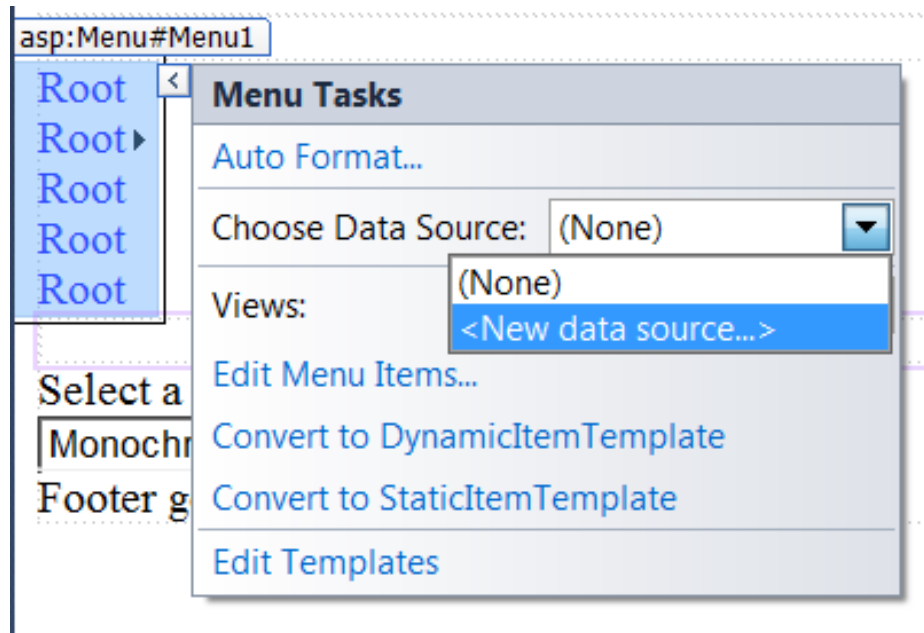 asp:Menu#Menu1
Root
Root
Root
Root
Root
Menu Tasks
Auto Format...
Choose Data Source: (None)
(None)
<New data source...>
Views:
Edit Menu Items...
Convert to DynamicItemTemplate
Convert to StaticItemTemplate
Edit Templates
Select a
Footer